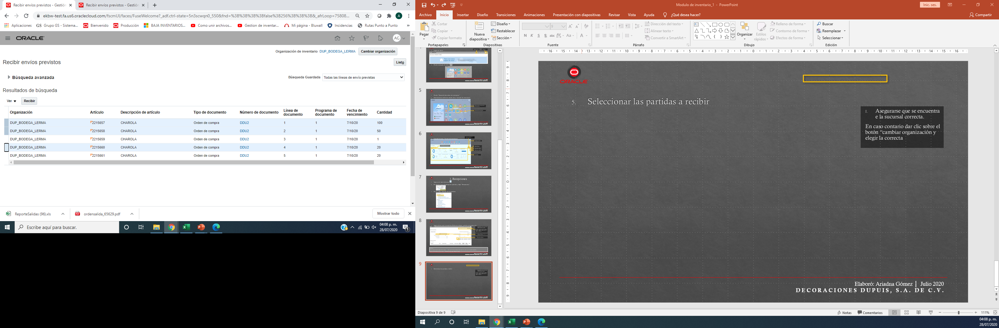 Recibir envíos previstos - Gestión
Recibir envíos previstos - Gestión
ekbw-test.fa.us6.oraclecloud.com/fscmUI/faces/FuseWelcome?_adf.ctrl-state=5n3scwqn0_550&fnd=%3B%3B%3B%3Bfalse%3B256%3B%3B%3B&_afrLoop=75808...
Aplicaciones
GS Grupo GS - Sistema...
Bienvenido
Producción
BAJA INVENTARIOS...
Como unir archivos...
Gestion de inventar...
Mi página - Bluwall
Incidencias
Rutas Punto a Punto
ORACLE
AG
Organización de inventario DUP_BODEGA_LERMA Cambiar organización
Recibir envíos previstos
Listo
Búsqueda avanzada
Búsqueda Guardada Todas las líneas de envío previstas
Resultados de búsqueda
Ver Recibir
Organización Artículo Descripción de artículo Tipo de documento Número de documento Línea de documento Programa de documento Fecha de vencimiento Cantidad
DUP_BODEGA_LERMA 2215657 CHAROLA Orden de compra DDU2 1 1 7/10/20 100
DUP_BODEGA_LERMA 2215658 CHAROLA Orden de compra DDU2 2 1 7/10/20 50
DUP_BODEGA_LERMA 2215659 CHAROLA Orden de compra DDU2 3 1 7/10/20 1
DUP_BODEGA_LERMA 2215660 CHAROLA Orden de compra DDU2 4 1 7/10/20 20
DUP_BODEGA_LERMA 2215661 CHAROLA Orden de compra DDU2 5 1 7/10/20 20
ReporteSalidas (96).xls
ordensalida_65629.pdf
Mostrar todo
Escribe aquí para buscar.
04:08 p. m.
28/07/2020
Modulo de inventario_1 - PowerPoint
Inic. ses.
Archivo Inicio Insertar Diseño Transiciones Animaciones Presentación con diapositivas Revisar Vista Ayuda ¿Qué desea hacer? Compartir
Pegar
Cortar
Copiar
Copiar formato
Portapapeles
Nueva diapositiva
Diseño
Restablecer
Sección
Diapositivas
9
N K S S abc AV Aa A
Fuente
Dirección del texto
Alinear texto
Convertir a SmartArt
Párrafo
Organizar
Estilos rápidos
Relleno de forma
Contorno de forma
Efectos de forma
Dibujo
Buscar
Reemplazar
Seleccionar
Edición
5
6
7
1. Recepciones
8
9
ORACLE
5. Seleccionar las partidas a recibir
I. Asegurarse que se encuentra
e la sucursal correcta.
En caso contario dar clic sobre el
botón “cambiar organización y
elegir la correcta
Elaboró: Ariadna Gómez | Julio 2020
DECORACIONES DUPUIS, S.A. DE C.V.
Diapositiva 9 de 9
Notas
Comentarios
111%
04:08 p. m.
28/07/2020